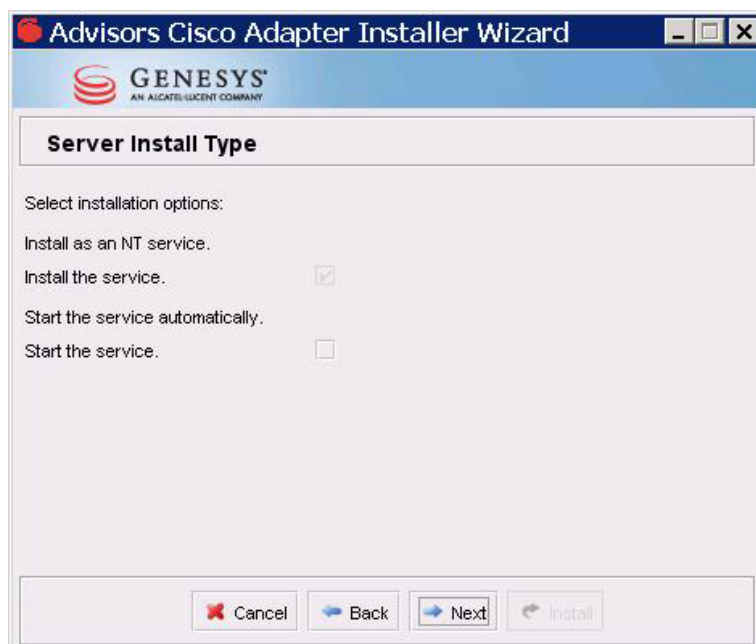 Advisors Cisco Adapter Installer Wizard
GENESYS
AN ALCATEL-LUCENT COMPANY
Server Install Type
Select installation options:
Install as an NT service.
Install the service.
Start the service automatically.
Start the service.
Cancel
Back
Next
Install